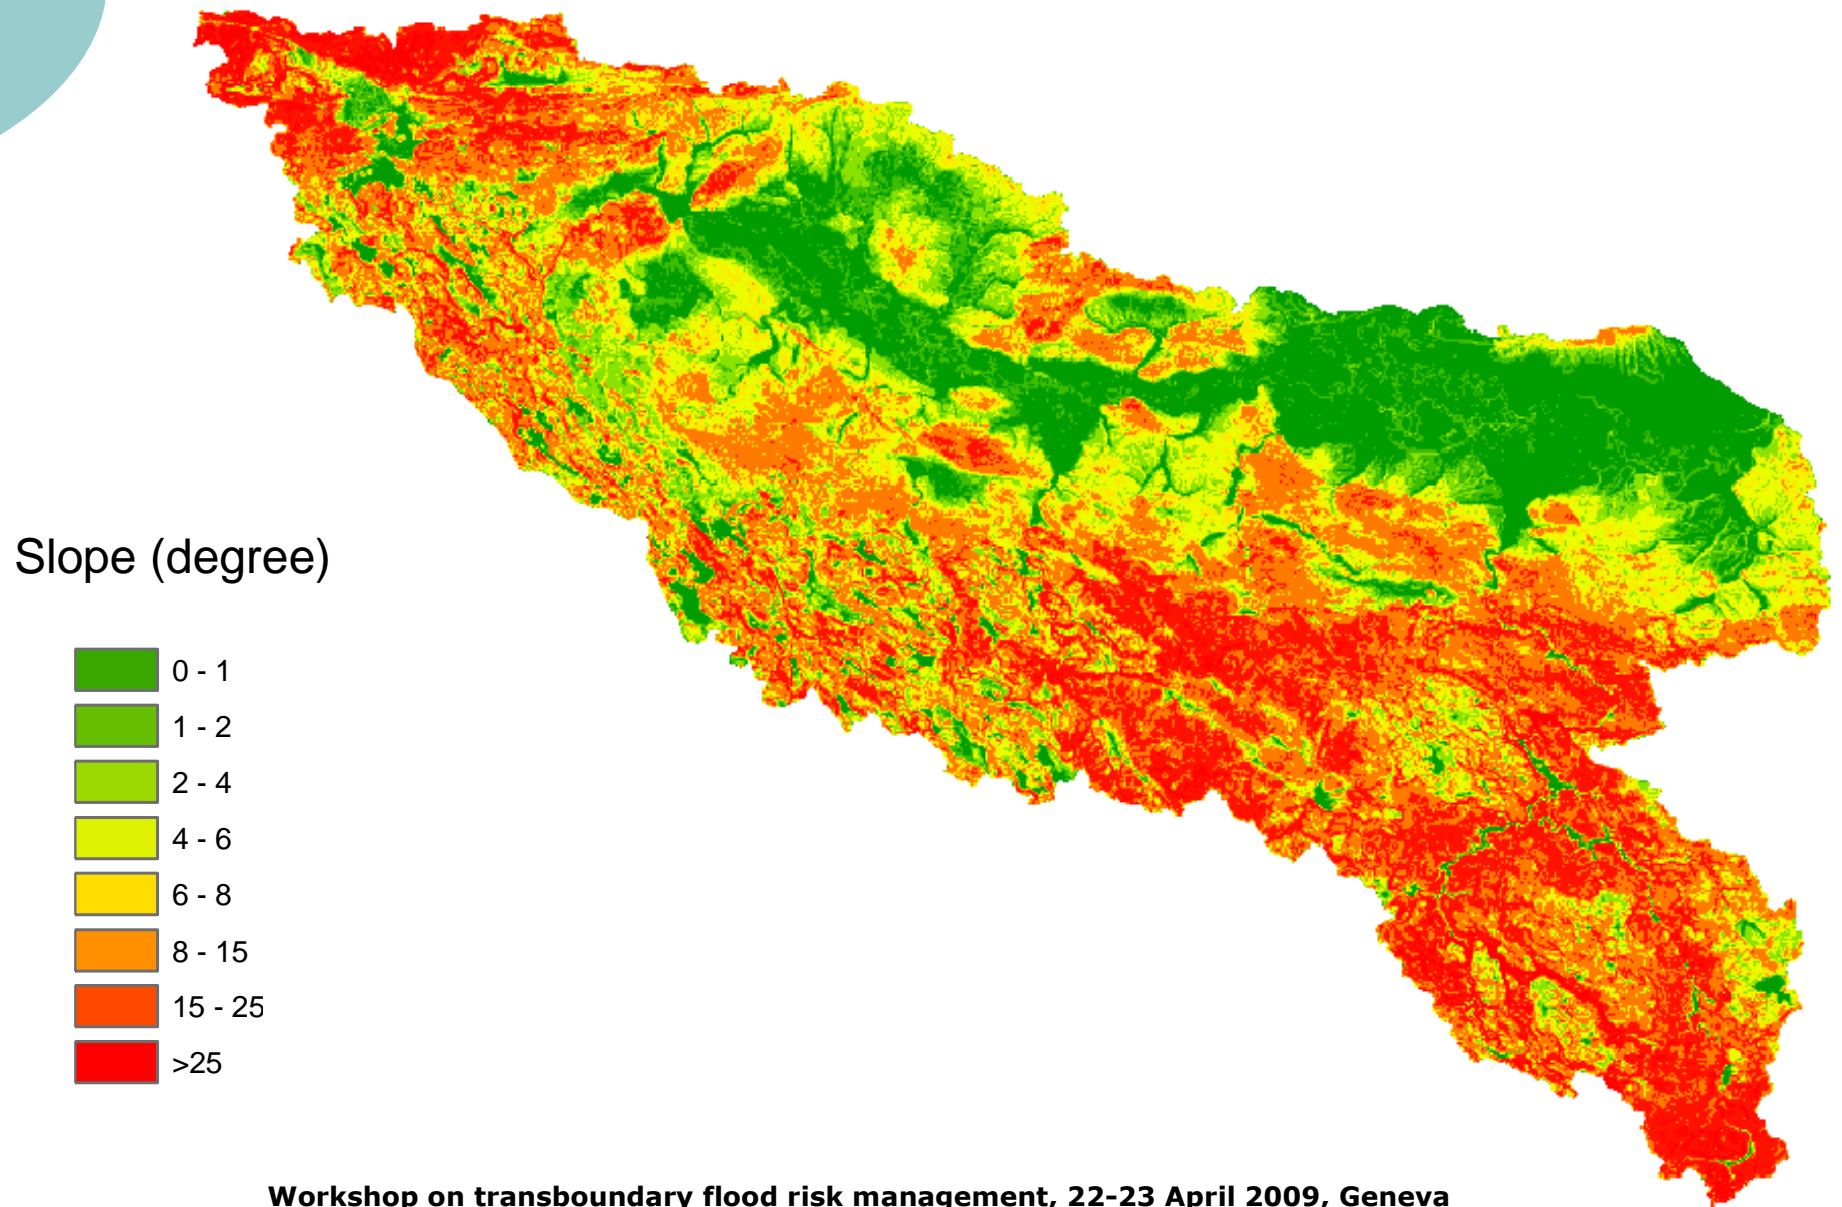 Slope (degree)
0 - 1
1 - 2
2 - 4
4 - 6
6 - 8
8 - 15
15 - 25
>25
Workshop on transboundary flood risk management, 22-23 April 2009, Geneva